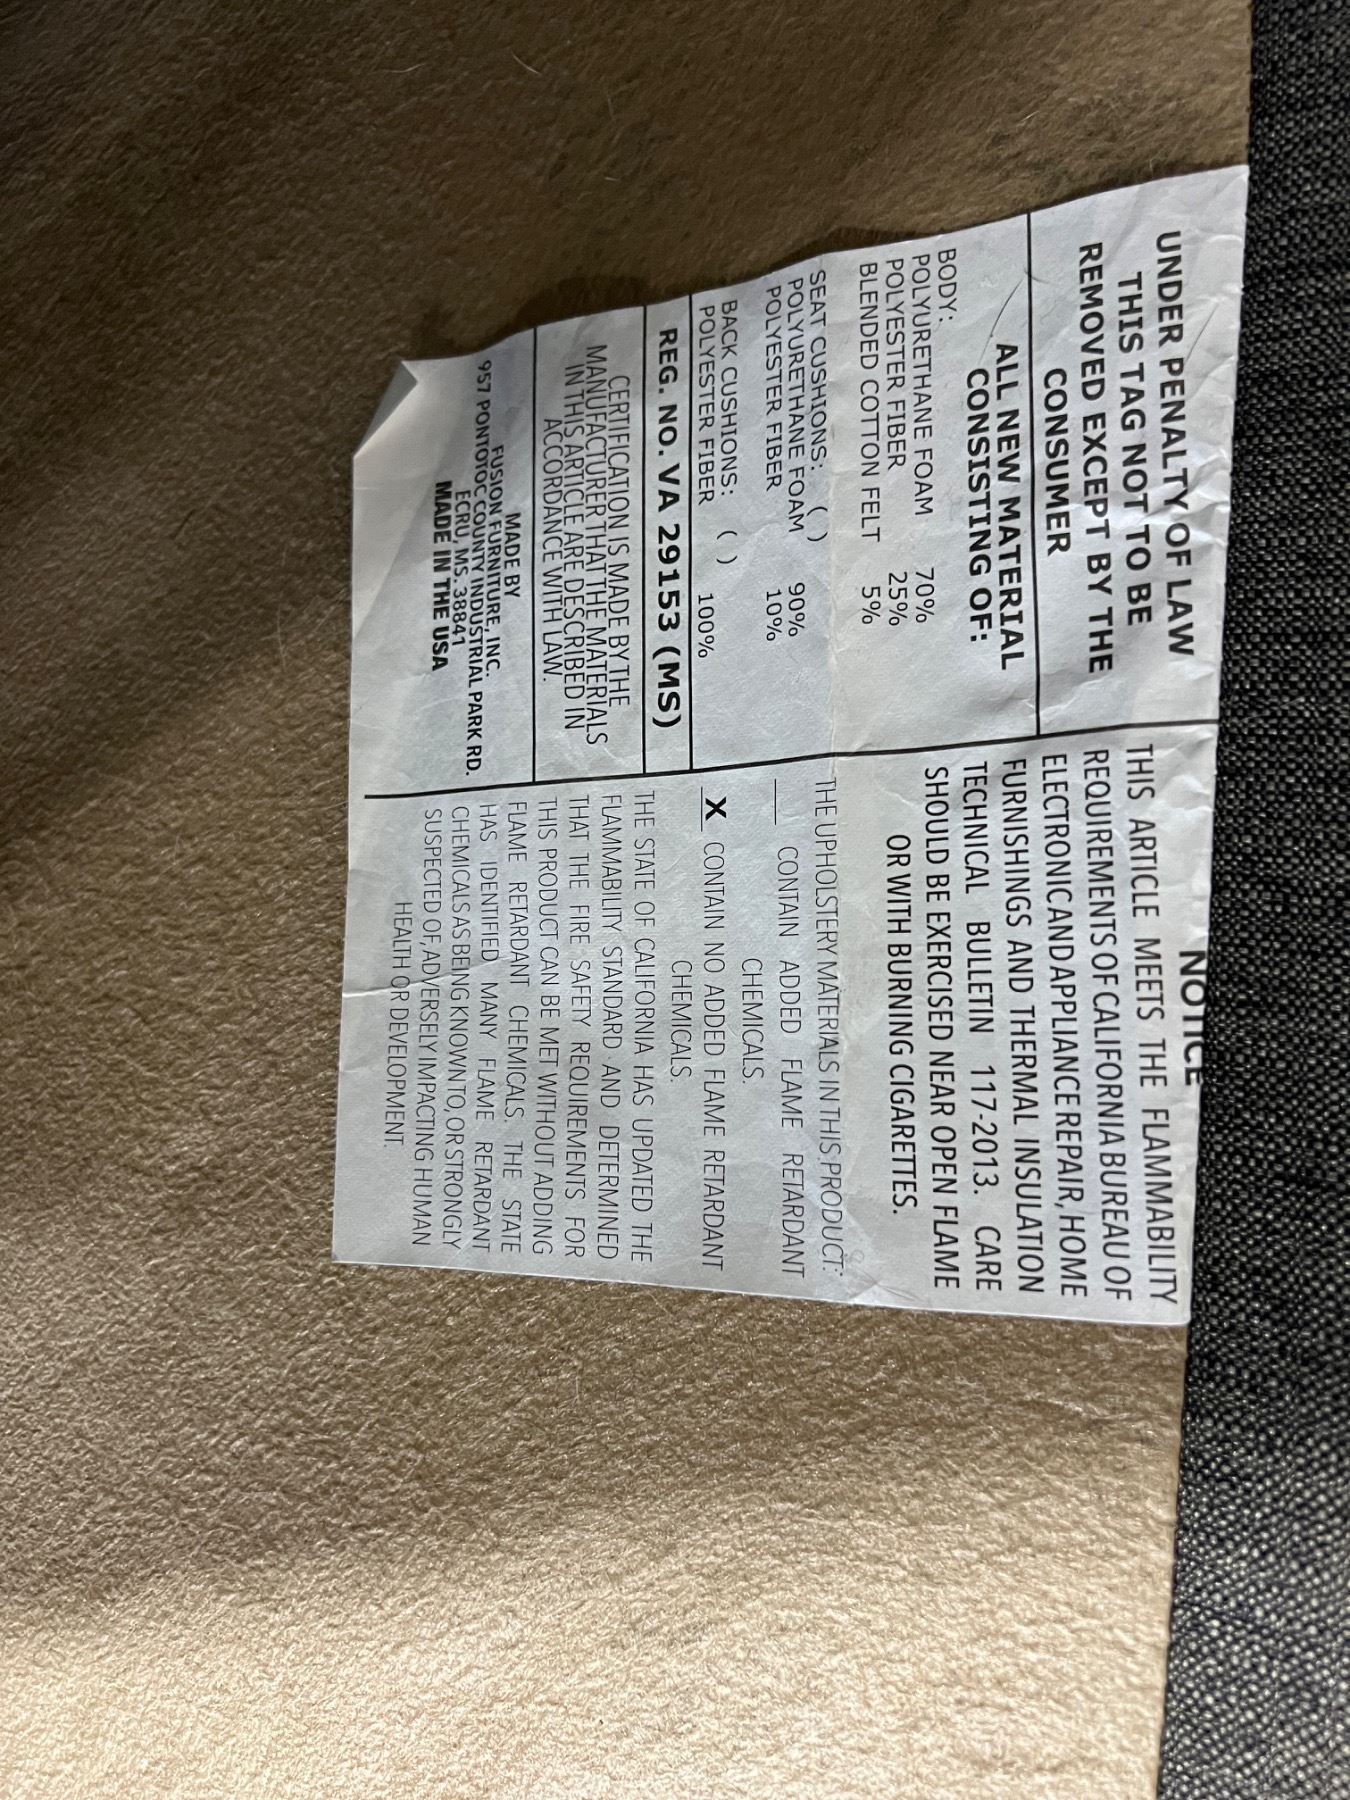 UNDER PENALTY OF LAW
THIS TAG NOT TO BE
REMOVED EXCEPT BY THE
CONSUMER
ALL NEW MATERIAL
CONSISTING OF:
BODY:
POLYURETHANE FOAM 70%
POLYESTER FIBER 25%
BLENDED COTTON FELT 5%
SEAT CUSHIONS: ( )
POLYURETHANE FOAM 90%
POLYESTER FIBER 10%
BACK CUSHIONS: ( )
POLYESTER FIBER 100%
REG. NO. VA 29153 (MS)
CERTIFICATION IS MADE BY THE
MANUFACTURER THAT THE MATERIALS
IN THIS ARTICLE ARE DESCRIBED IN
ACCORDANCE WITH LAW.
MADE BY
FUSION FURNITURE, INC.
957 PONTOTOC COUNTY INDUSTRIAL PARK RD.
ECRU, MS. 38841
MADE IN THE USA
NOTICE
THIS ARTICLE MEETS THE FLAMMABILITY
REQUIREMENTS OF CALIFORNIA BUREAU OF
ELECTRONIC AND APPLIANCE REPAIR, HOME
FURNISHINGS AND THERMAL INSULATION
TECHNICAL BULLETIN 117-2013. CARE
SHOULD BE EXERCISED NEAR OPEN FLAME
OR WITH BURNING CIGARETTES.
THE UPHOLSTERY MATERIALS IN THIS PRODUCT:
___ CONTAIN ADDED FLAME RETARDANT
CHEMICALS.
X CONTAIN NO ADDED FLAME RETARDANT
CHEMICALS.
THE STATE OF CALIFORNIA HAS UPDATED THE
FLAMMABILITY STANDARD AND DETERMINED
THAT THE FIRE SAFETY REQUIREMENTS FOR
THIS PRODUCT CAN BE MET WITHOUT ADDING
FLAME RETARDANT CHEMICALS. THE STATE
HAS IDENTIFIED MANY FLAME RETARDANT
CHEMICALS AS BEING KNOWN TO, OR STRONGLY
SUSPECTED OF, ADVERSELY IMPACTING HUMAN
HEALTH OR DEVELOPMENT.